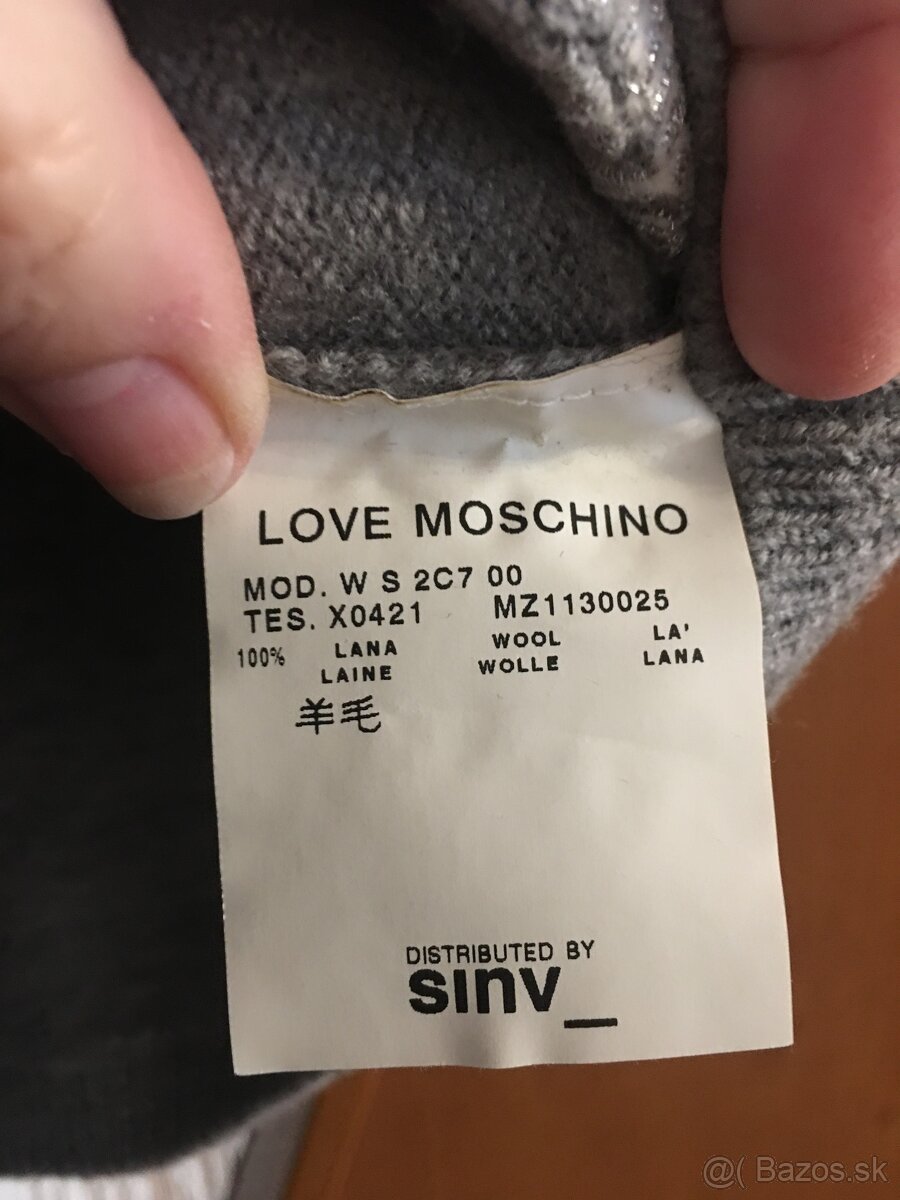 LOVE MOSCHINO
MOD. W S 2C7 00
TES. X0421 MZ1130025
100% LANA WOOL LA'
LAINE WOLLE LANA
羊毛
DISTRIBUTED BY
sinv_
@( Bazos.sk